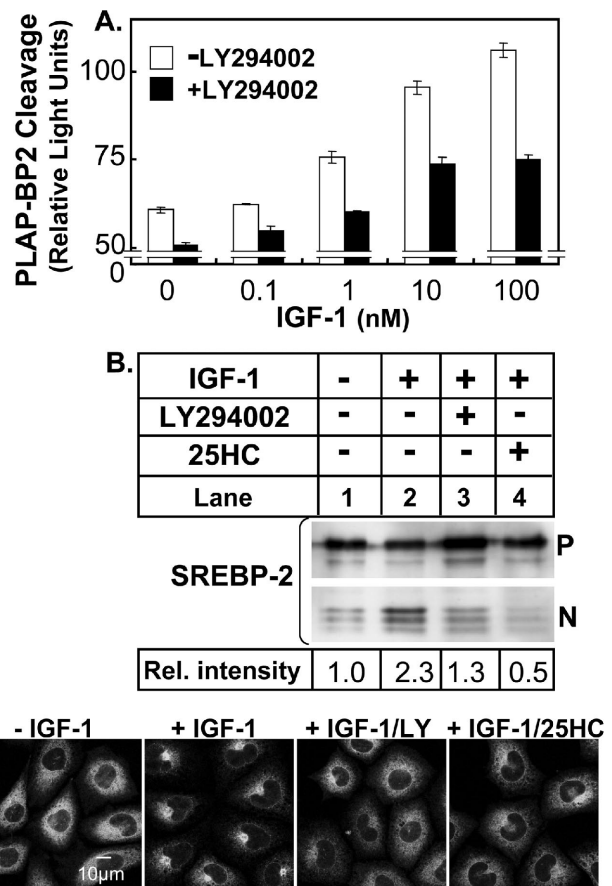 A.
-LY294002
+LY294002
PLAP-BP2 Cleavage
(Relative Light Units)
100
75
50
0
0 0.1 1 10 100
IGF-1 (nM)
B.
IGF-1 - + + +
LY294002 - - + -
25HC - - - +
Lane 1 2 3 4
SREBP-2
P
N
Rel. intensity 1.0 2.3 1.3 0.5
- IGF-1 + IGF-1 + IGF-1/LY + IGF-1/25HC
10μm